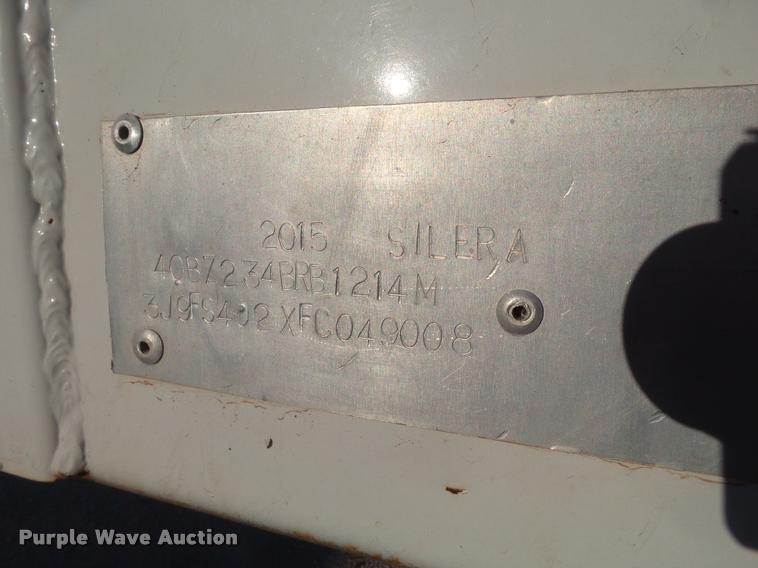 2015 SILERA
40B7234BRB1214M
3J9FS402XFC049008
Purple Wave Auction